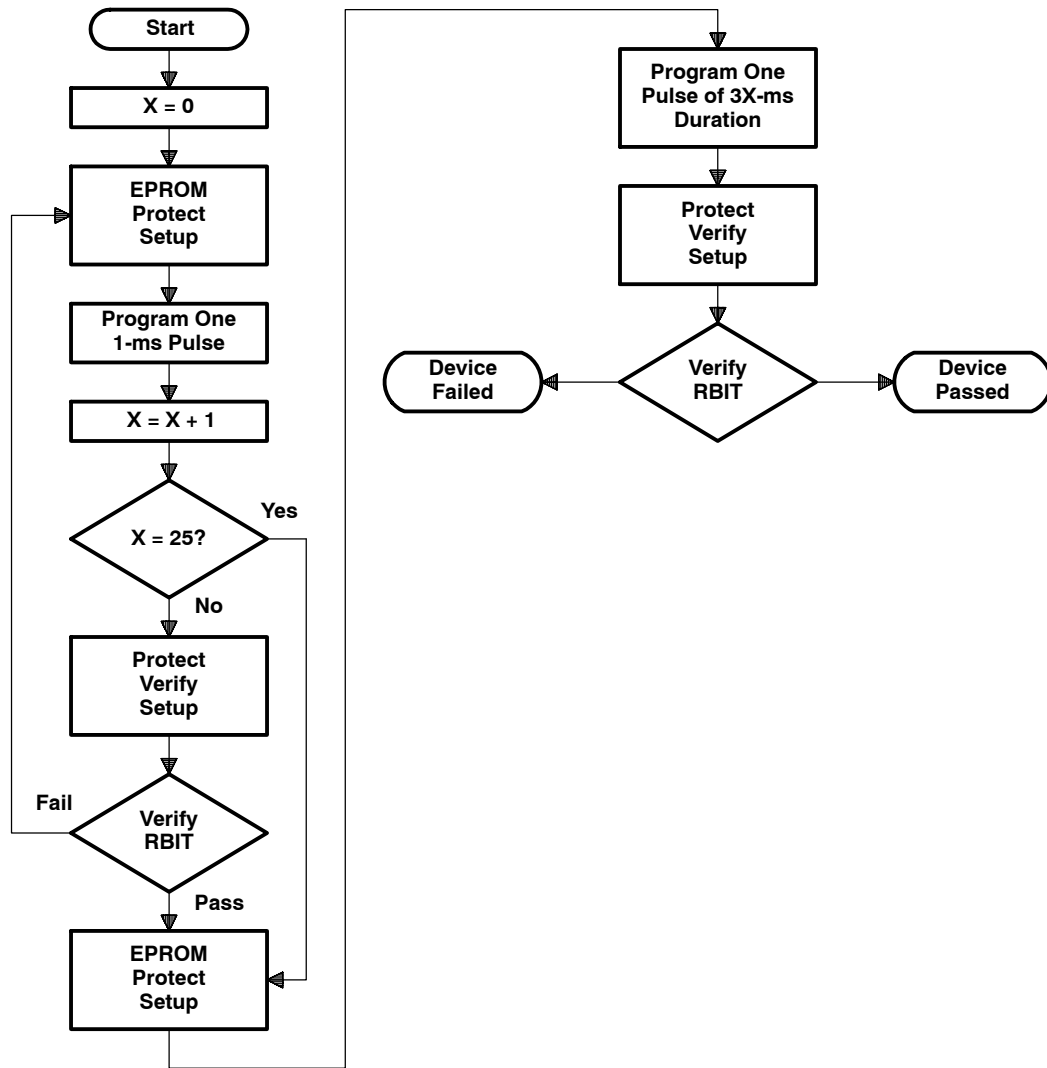 Start
X = 0
EPROM
Protect
Setup
Program One
1-ms Pulse
X = X + 1
X = 25?
Yes
No
Protect
Verify
Setup
Fail
Verify
RBIT
Pass
EPROM
Protect
Setup
Program One
Pulse of 3X-ms
Duration
Protect
Verify
Setup
Verify
RBIT
Device
Failed
Device
Passed